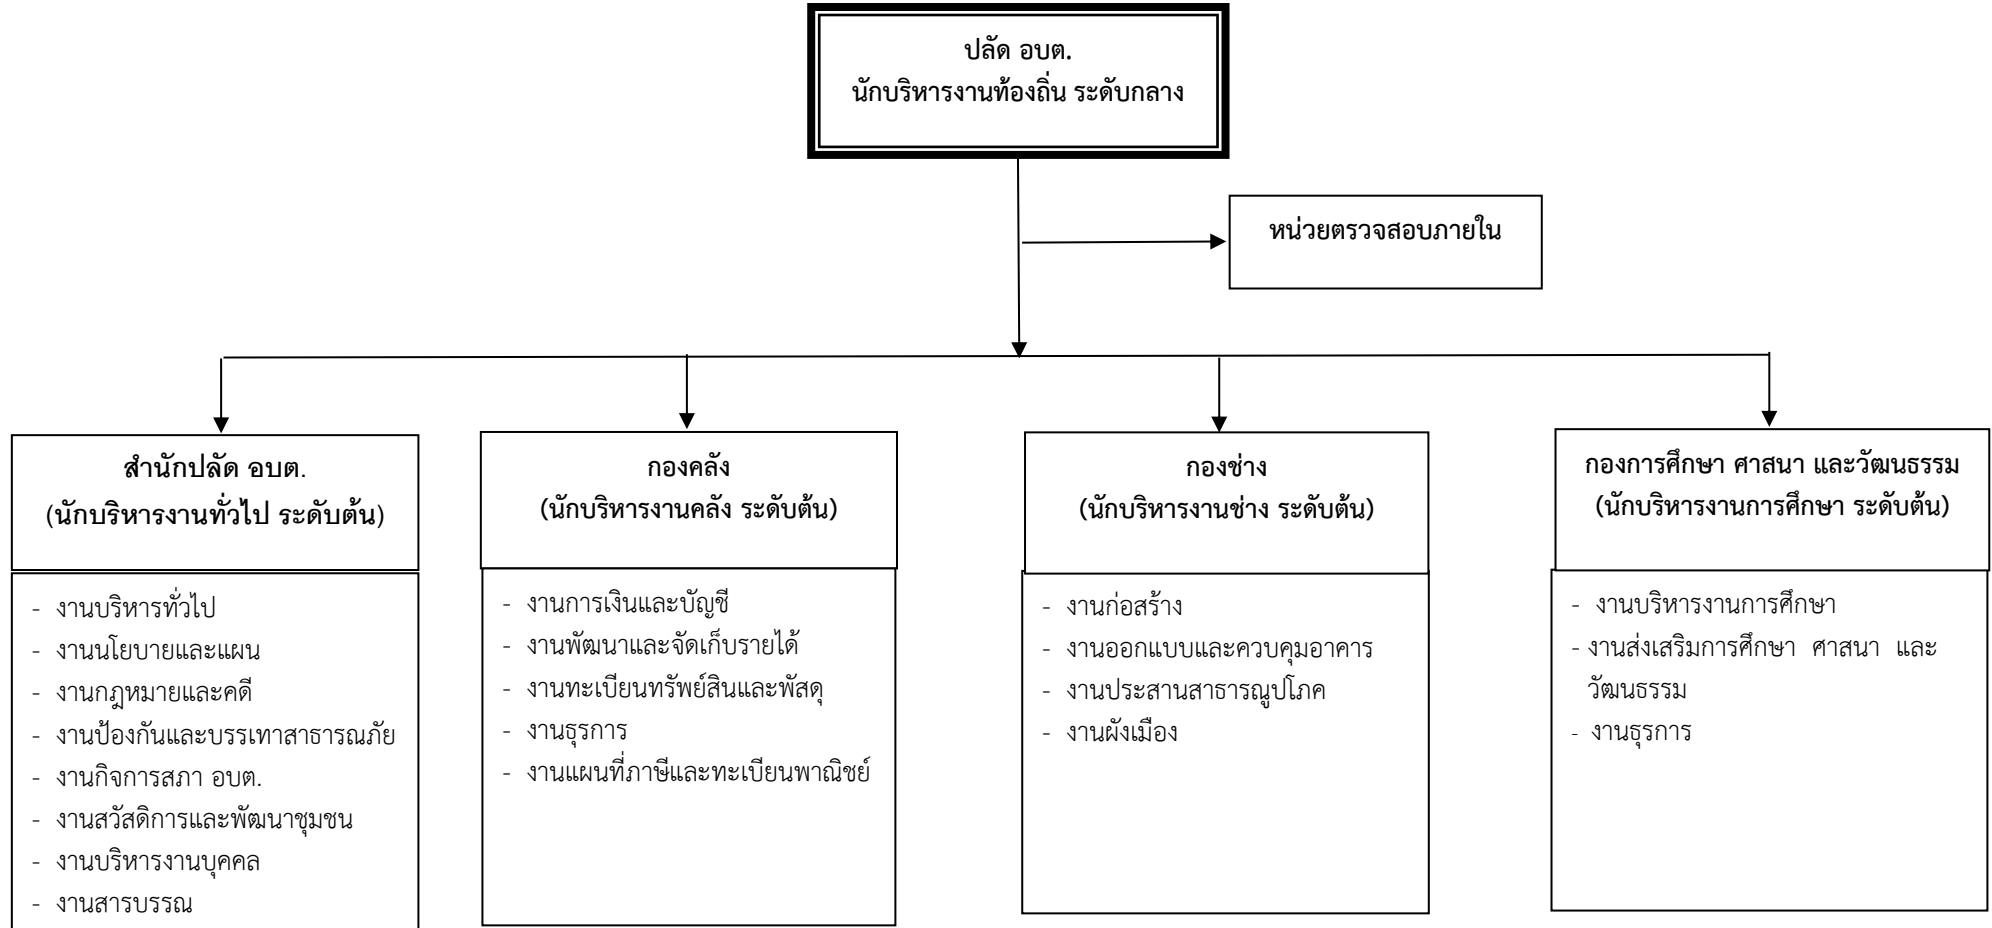 ปลัด อบต.
นักบริหารงานท้องถิ่น ระดับกลาง
หน่วยตรวจสอบภายใน
สำนักปลัด อบต.
(นักบริหารงานทั่วไป ระดับต้น)
- งานบริหารทั่วไป
- งานนโยบายและแผน
- งานกฎหมายและคดี
- งานป้องกันและบรรเทาสาธารณภัย
- งานกิจการสภา อบต.
- งานสวัสดิการและพัฒนาชุมชน
- งานบริหารงานบุคคล
- งานสารบรรณ
กองคลัง
(นักบริหารงานคลัง ระดับต้น)
- งานการเงินและบัญชี
- งานพัฒนาและจัดเก็บรายได้
- งานทะเบียนทรัพย์สินและพัสดุ
- งานธุรการ
- งานแผนที่ภาษีและทะเบียนพาณิชย์
กองช่าง
(นักบริหารงานช่าง ระดับต้น)
- งานก่อสร้าง
- งานออกแบบและควบคุมอาคาร
- งานประสานสาธารณูปโภค
- งานผังเมือง
กองการศึกษา ศาสนา และวัฒนธรรม
(นักบริหารงานการศึกษา ระดับต้น)
- งานบริหารงานการศึกษา
- งานส่งเสริมการศึกษา ศาสนา และ
วัฒนธรรม
- งานธุรการ